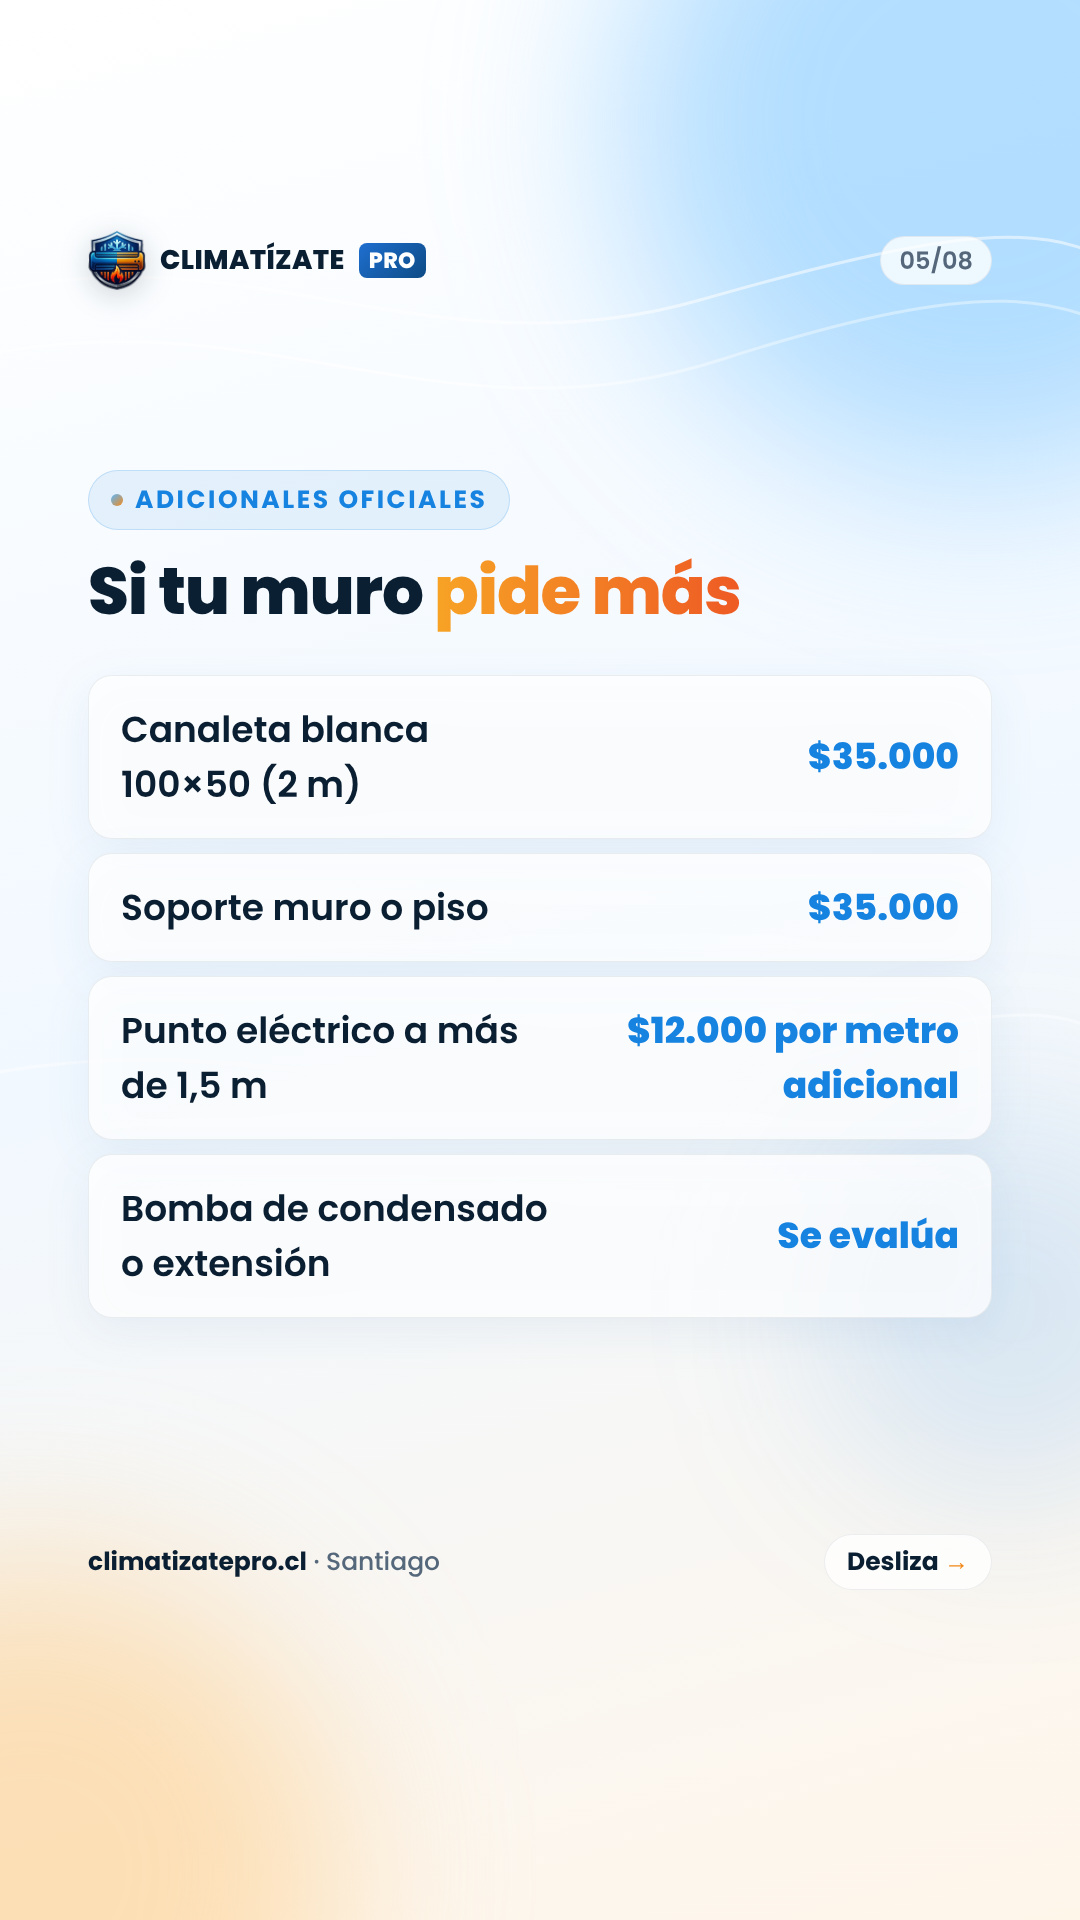 CLIMATÍZATE PRO
05/08
ADICIONALES OFICIALES
Si tu muro pide más
Canaleta blanca
100×50 (2 m)
$35.000
Soporte muro o piso
$35.000
Punto eléctrico a más
de 1,5 m
$12.000 por metro
adicional
Bomba de condensado
o extensión
Se evalúa
climatizatepro.cl · Santiago
Desliza →